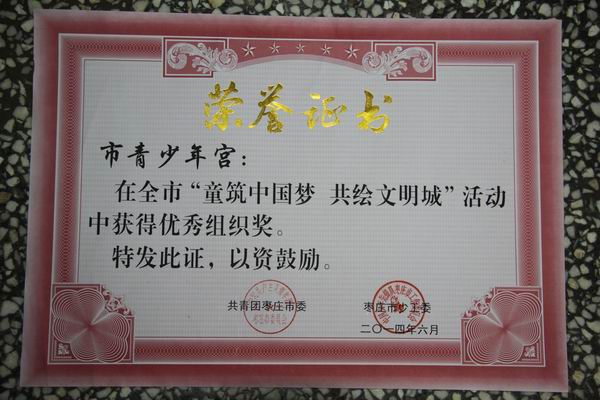 荣誉证书
市青少年宫：
在全市“童筑中国梦 共绘文明城”活动
中获得优秀组织奖。
特发此证，以资鼓励。
共青团枣庄市委 枣庄市少工委
二〇一四年六月